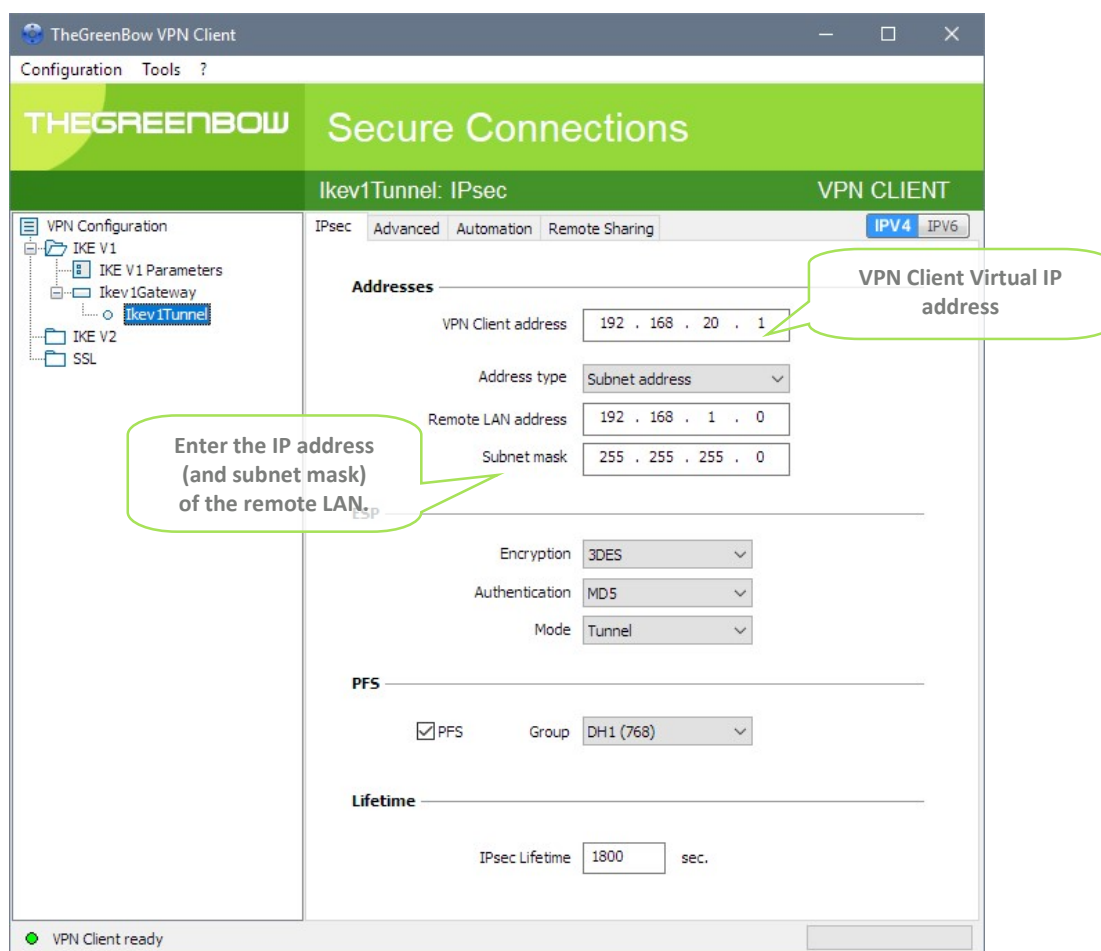 TheGreenBow VPN Client
Configuration Tools ?
THEGREENBOW
Secure Connections
Ikev1Tunnel: IPsec VPN CLIENT
VPN Configuration
IKE V1
IKE V1 Parameters
Ikev1Gateway
Ikev1Tunnel
IKE V2
SSL
IPsec Advanced Automation Remote Sharing IPV4 IPV6
VPN Client Virtual IP
address
Addresses
VPN Client address 192 . 168 . 20 . 1
Address type Subnet address
Remote LAN address 192 . 168 . 1 . 0
Subnet mask 255 . 255 . 255 . 0
Enter the IP address
(and subnet mask)
of the remote LAN.
ESP
Encryption 3DES
Authentication MD5
Mode Tunnel
PFS
PFS Group DH1 (768)
Lifetime
IPsec Lifetime 1800 sec.
VPN Client ready